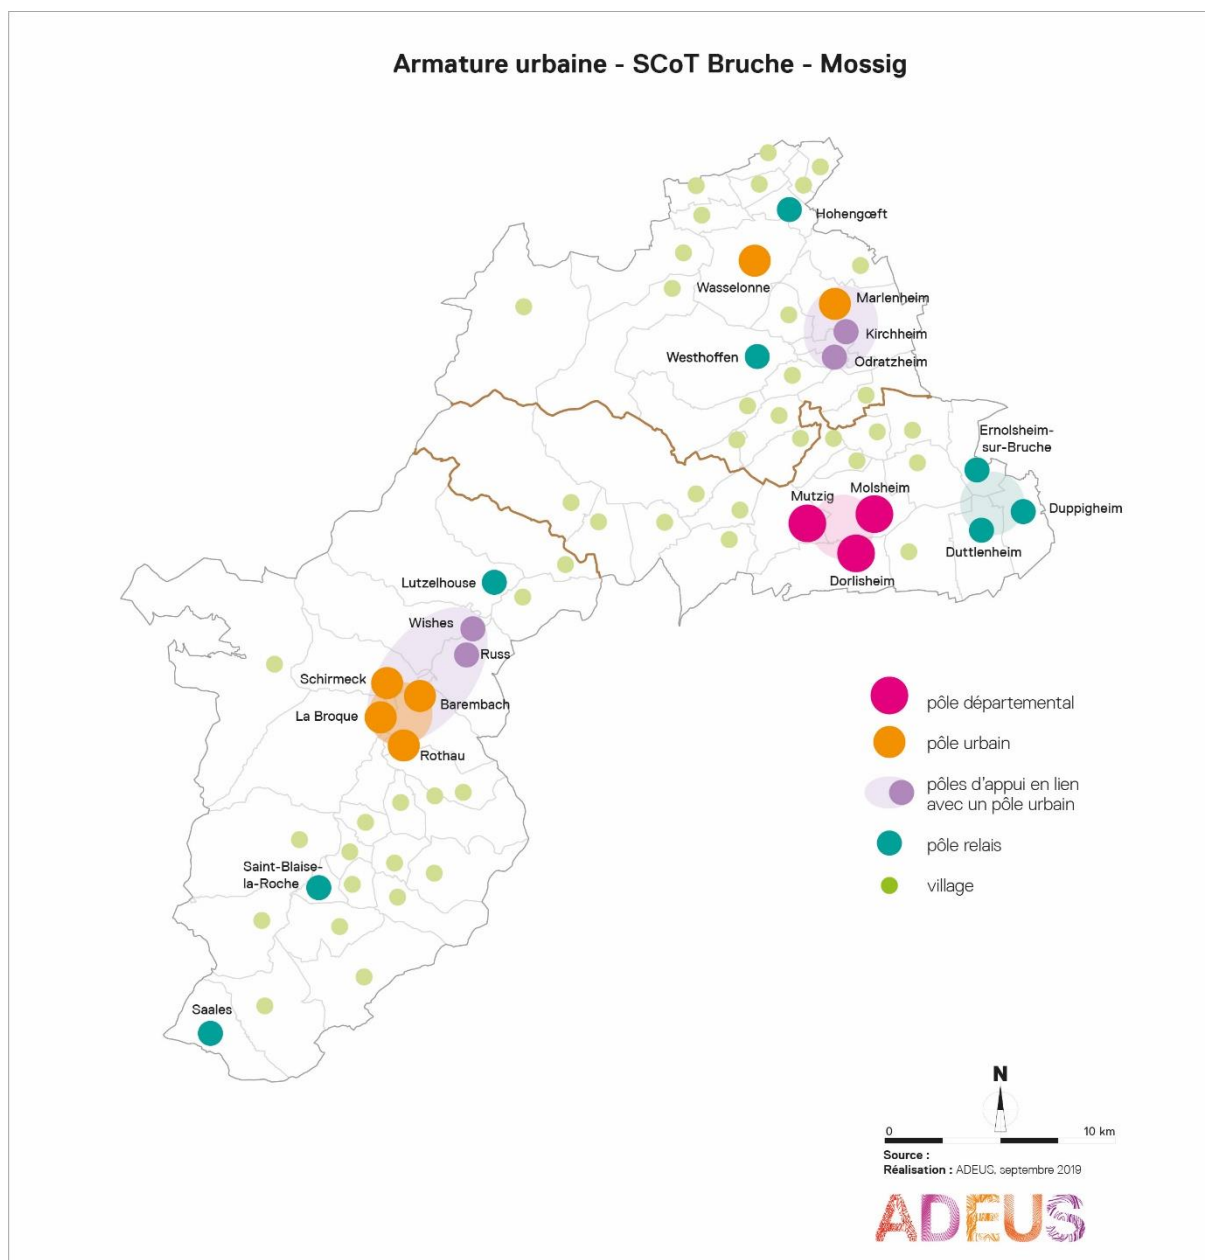 Armature urbaine - SCoT Bruche - Mossig
Hohengœft
Wasselonne
Marlenheim
Kirchheim
Westhoffen
Odratzheim
Ernolsheim-
sur-Bruche
Molsheim
Mutzig
Duppigheim
Duttlenheim
Dorlisheim
Lutzelhouse
Wishes
Russ
Schirmeck
Barembach
La Broque
Rothau
Saint-Blaise-
la-Roche
Saales
pôle départemental
pôle urbain
pôles d'appui en lien
avec un pôle urbain
pôle relais
village
N
0 10 km
Source :
Réalisation : ADEUS, septembre 2019
ADEUS